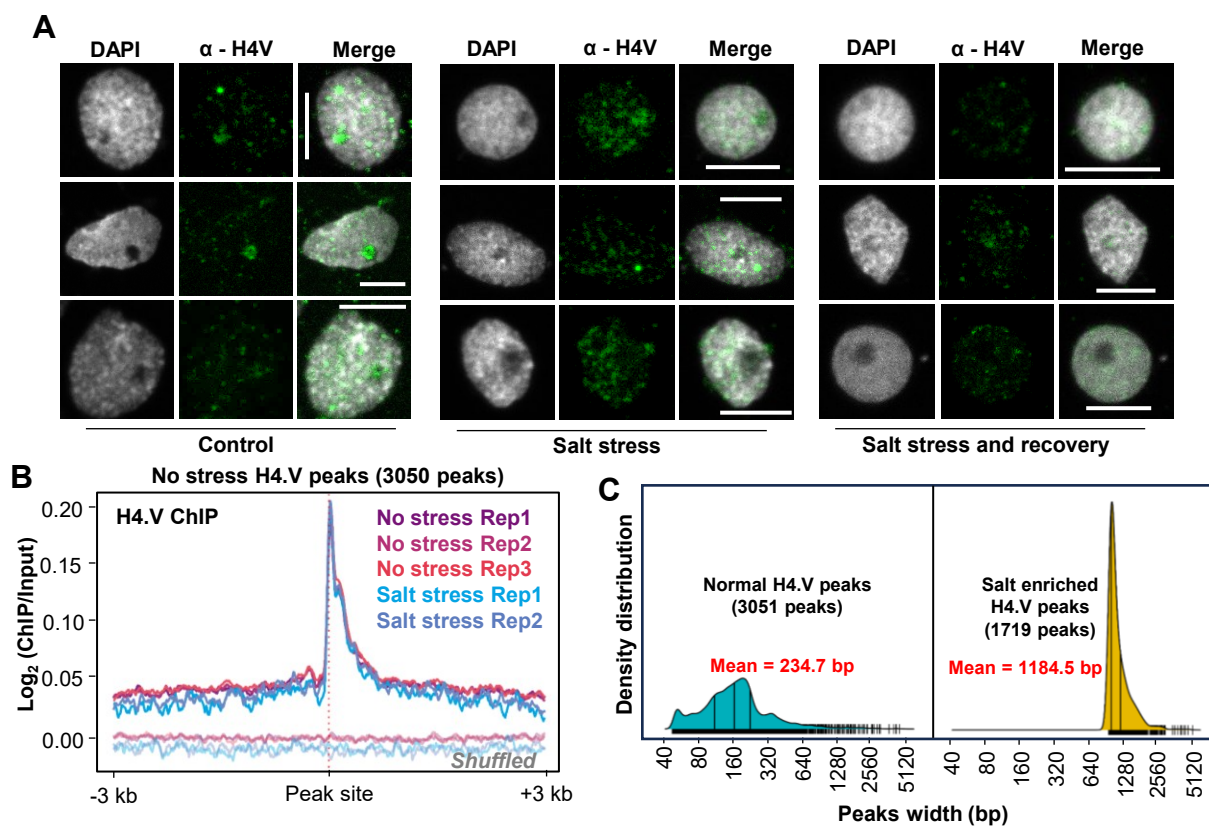 A
DAPI α - H4V Merge DAPI α - H4V Merge DAPI α - H4V Merge
Control Salt stress Salt stress and recovery
B
No stress H4.V peaks (3050 peaks)
H4.V ChIP
No stress Rep1
No stress Rep2
No stress Rep3
Salt stress Rep1
Salt stress Rep2
Log2 (ChIP/Input)
0.20
0.15
0.10
0.05
0.00
Shuffled
-3 kb Peak site +3 kb
C
Density distribution
Normal H4.V peaks
(3051 peaks)
Mean = 234.7 bp
Salt enriched
H4.V peaks
(1719 peaks)
Mean = 1184.5 bp
40 80 160 320 640 1280 2560 5120 40 80 160 320 640 1280 2560 5120
Peaks width (bp)